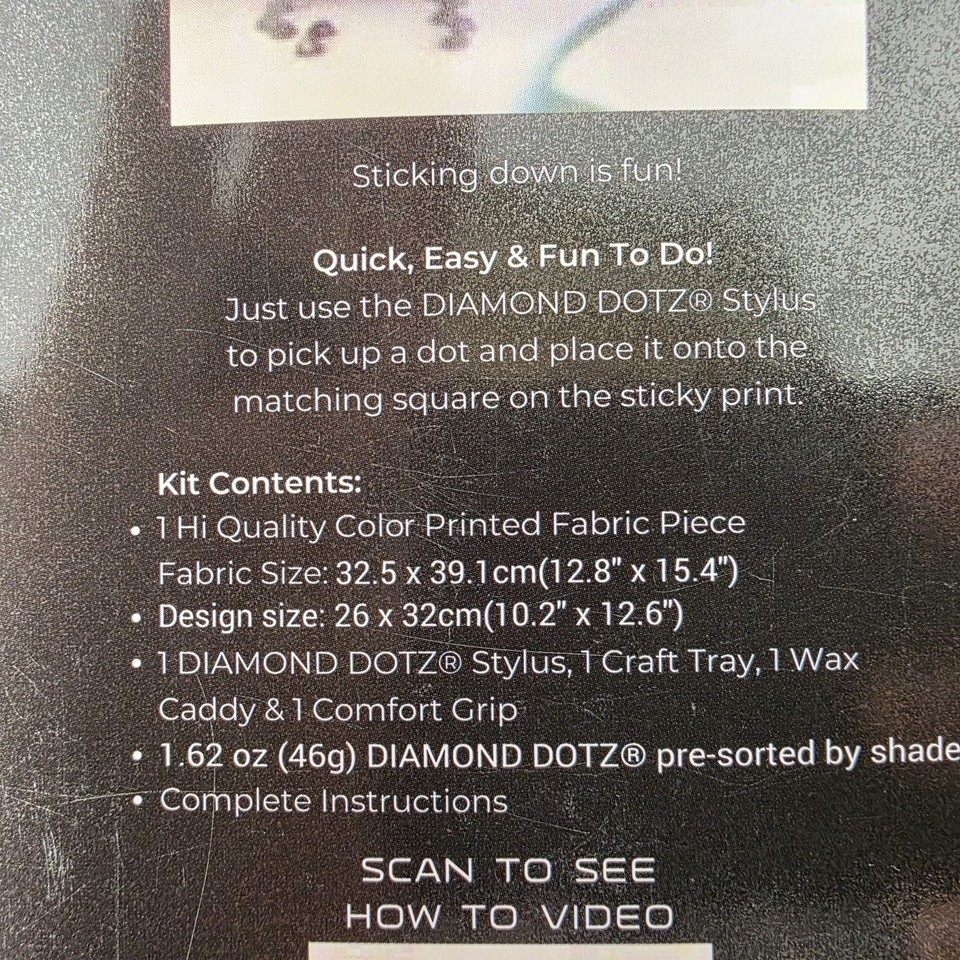 Sticking down is fun!
Quick, Easy & Fun To Do!
Just use the DIAMOND DOTZ® Stylus
to pick up a dot and place it onto the
matching square on the sticky print.
Kit Contents:
• 1 Hi Quality Color Printed Fabric Piece
Fabric Size: 32.5 x 39.1cm(12.8" x 15.4")
• Design size: 26 x 32cm(10.2" x 12.6")
• 1 DIAMOND DOTZ® Stylus, 1 Craft Tray, 1 Wax
Caddy & 1 Comfort Grip
• 1.62 oz (46g) DIAMOND DOTZ® pre-sorted by shade
• Complete Instructions
SCAN TO SEE
HOW TO VIDEO